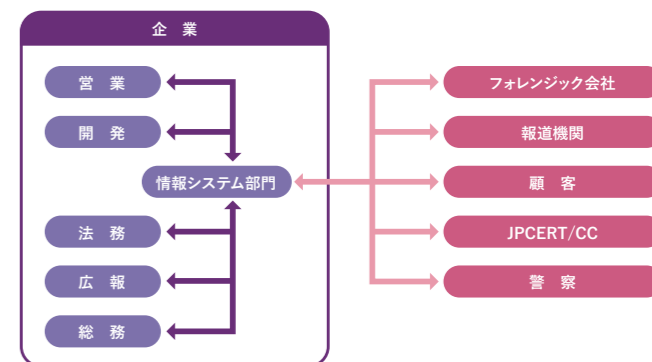 企　業
営　業
開　発
情報システム部門
法　務
広　報
総　務
フォレンジック会社
報道機関
顧　客
JPCERT/CC
警　察